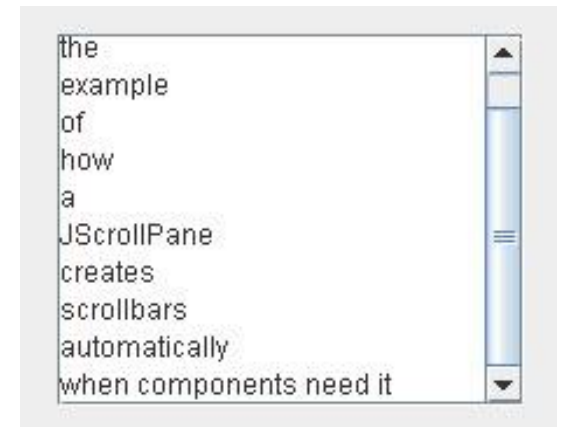 the
example
of
how
a
JScrollPane
creates
scrollbars
automatically
when components need it